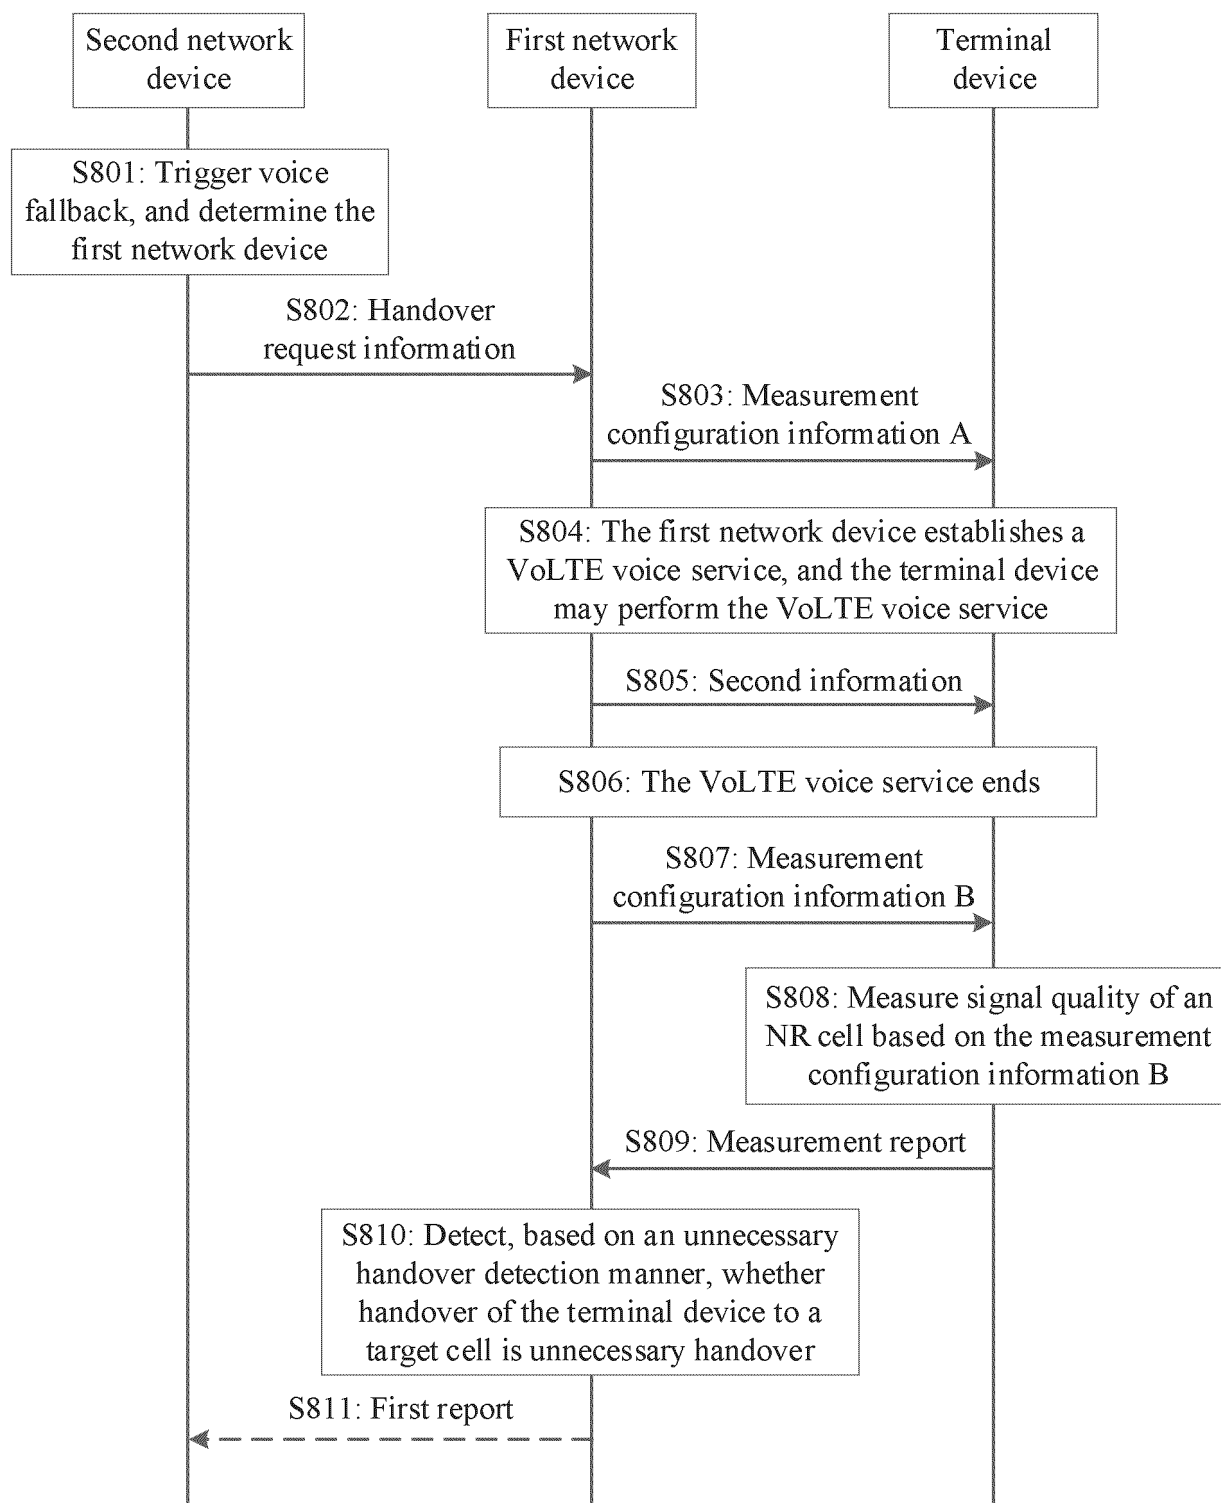 Second network
device
First network
device
Terminal
device
S801: Trigger voice
fallback, and determine the
first network device
S802: Handover
request information
S803: Measurement
configuration information A
S804: The first network device establishes a
VoLTE voice service, and the terminal device
may perform the VoLTE voice service
S805: Second information
S806: The VoLTE voice service ends
S807: Measurement
configuration information B
S808: Measure signal quality of an
NR cell based on the measurement
configuration information B
S809: Measurement report
S810: Detect, based on an unnecessary
handover detection manner, whether
handover of the terminal device to a
target cell is unnecessary handover
S811: First report